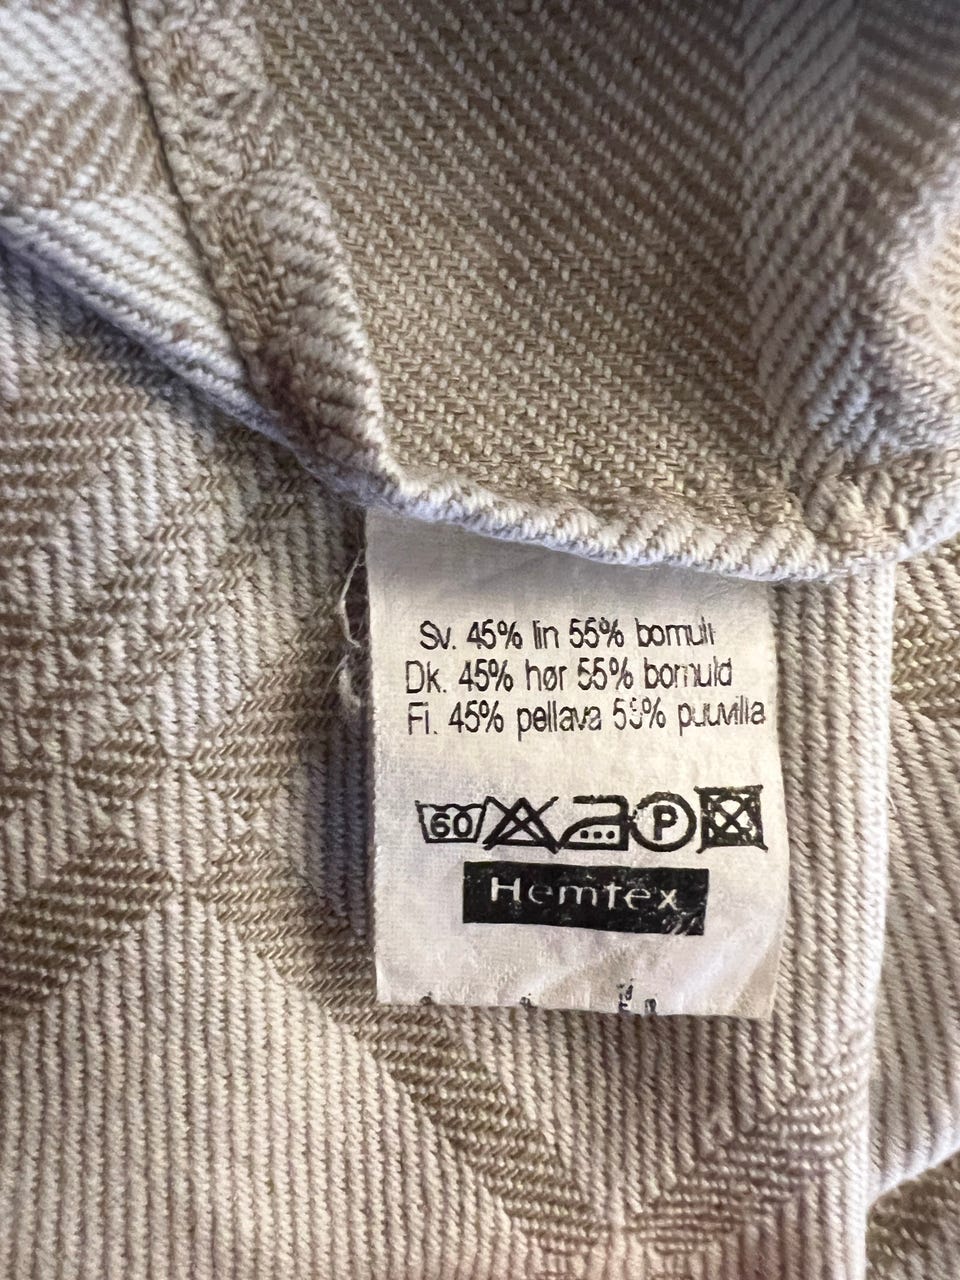 Sv. 45% lin 55% bomull
Dk. 45% hør 55% bomuld
Fi. 45% pellava 55% puuvilla
60 P
Hemtex